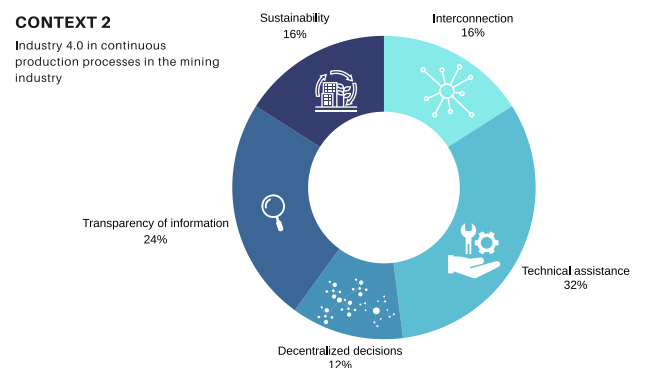 CONTEXT 2
Industry 4.0 in continuous
production processes in the mining
industry
Sustainability
16%
Interconnection
16%
Transparency of information
24%
Technical assistance
32%
Decentralized decisions
12%